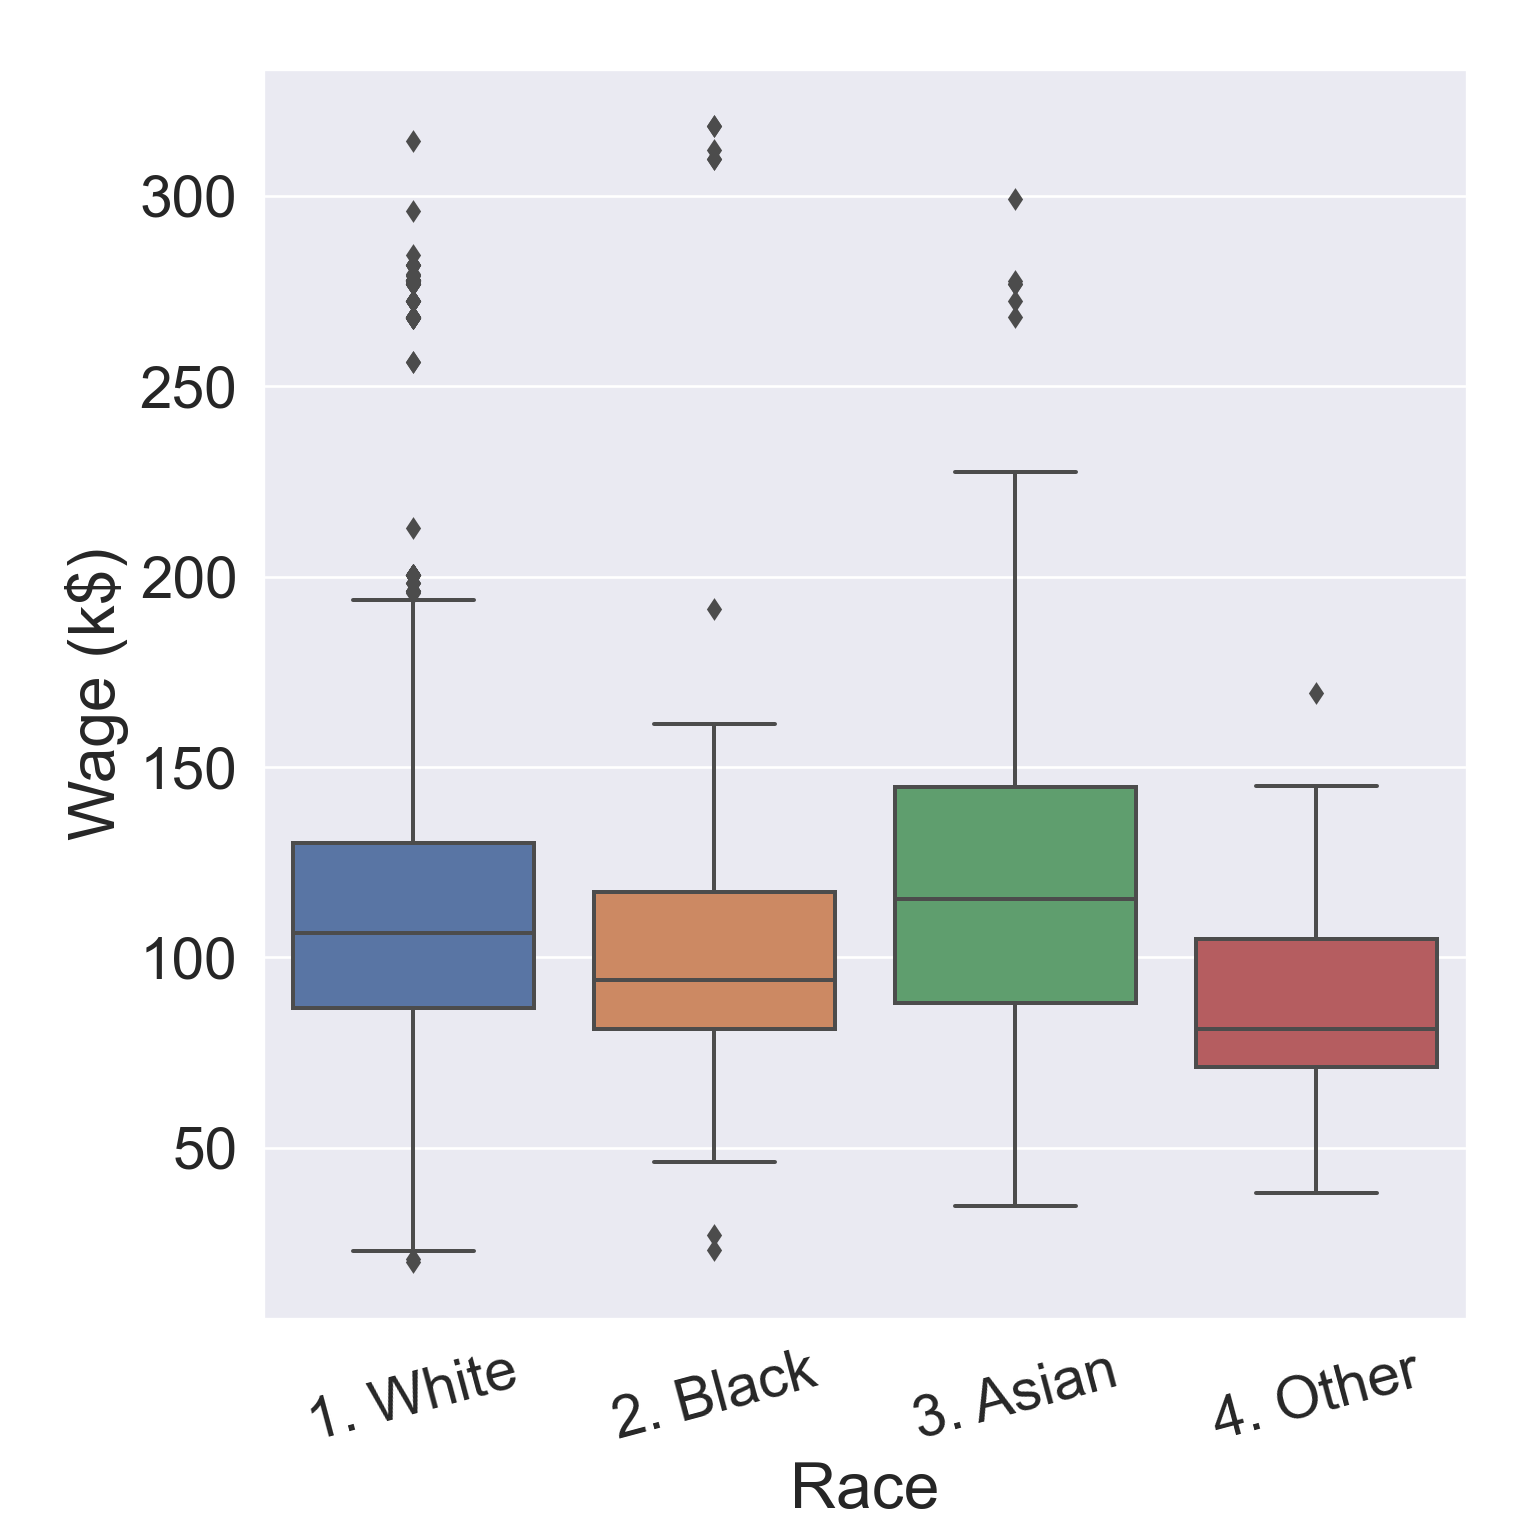 Wage (k$)
300
250
200
150
100
50
1. White
2. Black
3. Asian
4. Other
Race